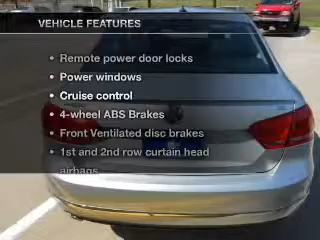 VEHICLE FEATURES
• Remote power door locks
• Power windows
• Cruise control
• 4-wheel ABS Brakes
• Front Ventilated disc brakes
• 1st and 2nd row curtain head
airbags